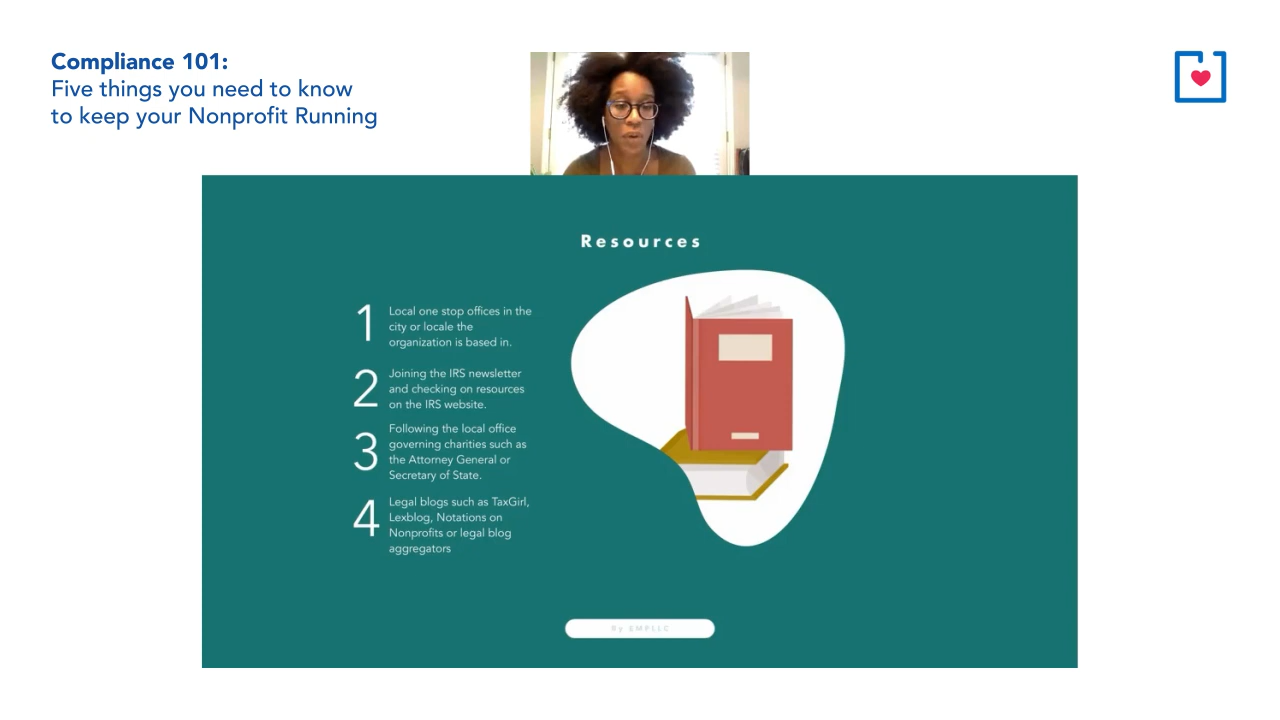 Compliance 101:
Five things you need to know
to keep your Nonprofit Running
Resources
1
Local one stop offices in the
city or locale the
organization is based in.
2
Joining the IRS newsletter
and checking on resources
on the IRS website.
3
Following the local office
governing charities such as
the Attorney General or
Secretary of State.
4
Legal blogs such as TaxGirl,
Lexblog, Notations on
Nonprofits or legal blog
aggregators
By EMPLLC